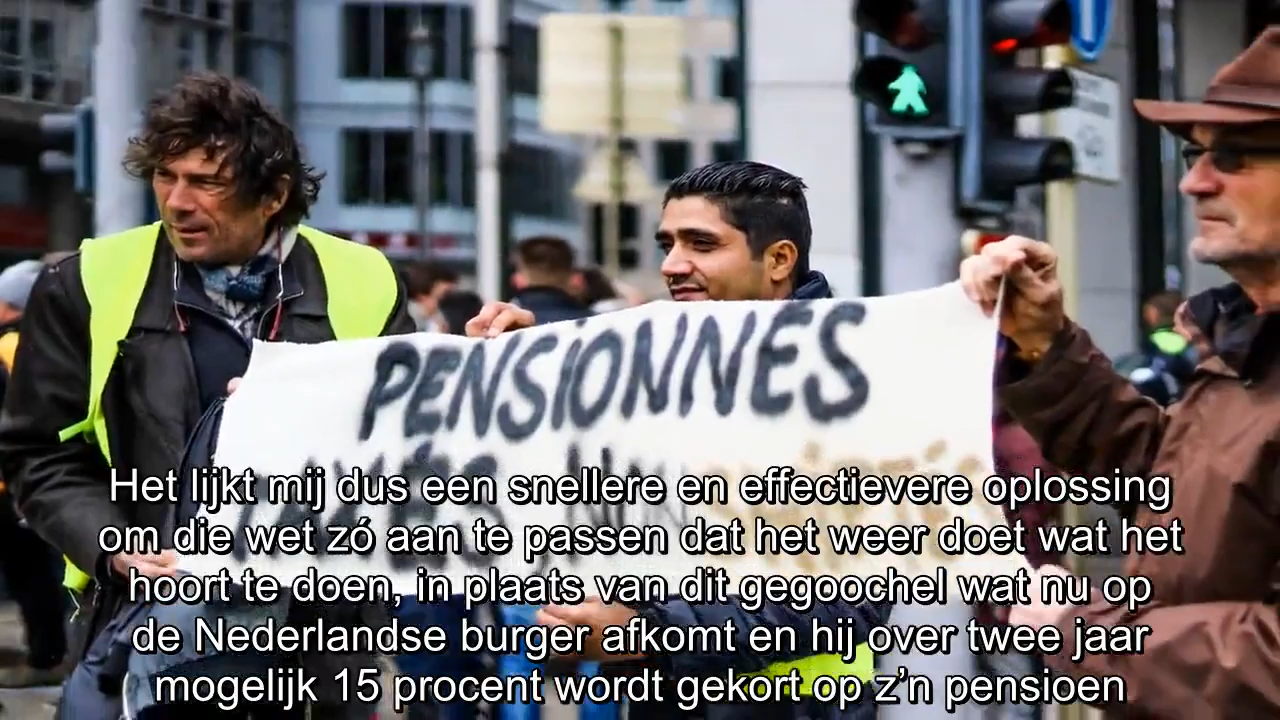 PENSIONNÉS
Het lijkt mij dus een snellere en effectievere oplossing
om die wet zó aan te passen dat het weer doet wat het
hoort te doen, in plaats van dit gegoochel wat nu op
de Nederlandse burger afkomt en hij over twee jaar
mogelijk 15 procent wordt gekort op z’n pensioen